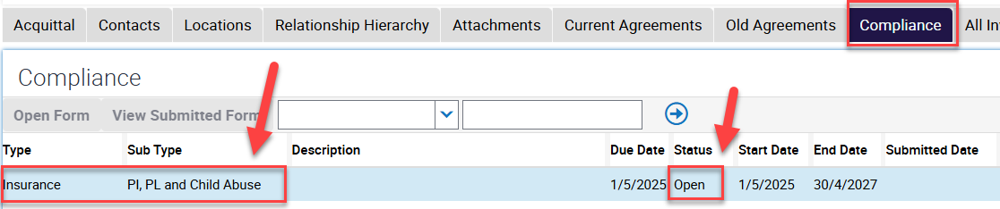 Acquittal Contacts Locations Relationship Hierarchy Attachments Current Agreements Old Agreements Compliance All
Compliance
Open Form View Submitted Form
Type Sub Type Description Due Date Status Start Date End Date Submitted Date
Insurance PI, PL and Child Abuse 1/5/2025 Open 1/5/2025 30/4/2027